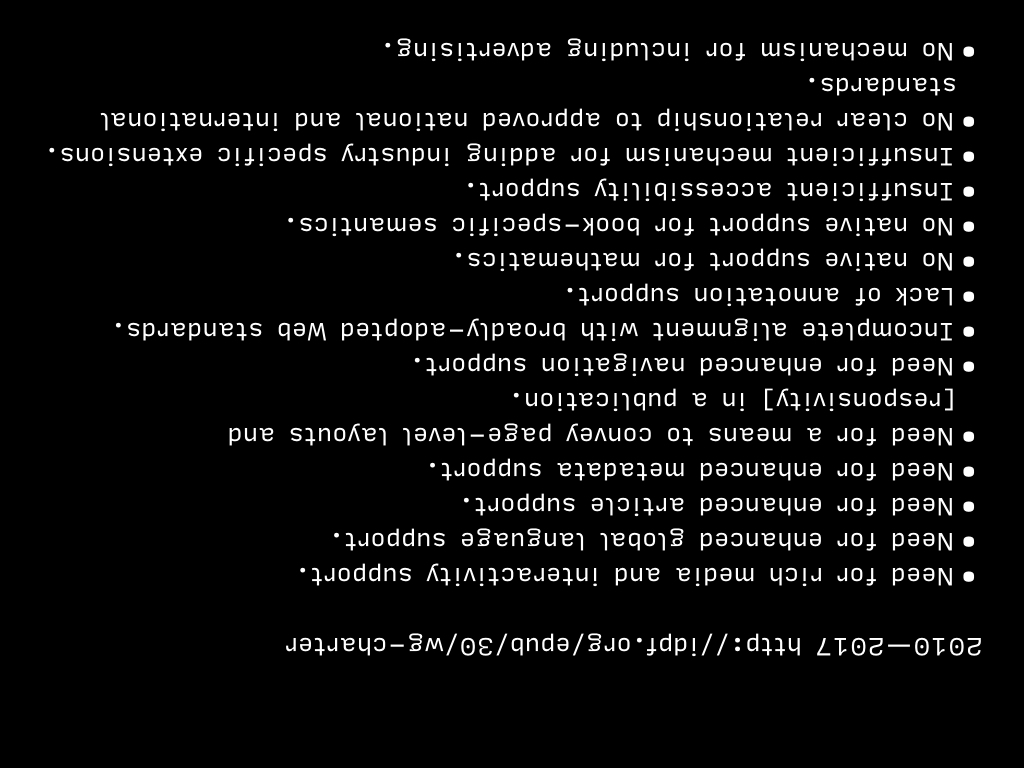 2010—2017 http://idpf.org/epub/30/wg-charter
● Need for rich media and interactivity support.
● Need for enhanced global language support.
● Need for enhanced article support.
● Need for enhanced metadata support.
● Need for a means to convey page-level layouts and
[responsivity] in a publication.
● Need for enhanced navigation support.
● Incomplete alignment with broadly-adopted Web standards.
● Lack of annotation support.
● No native support for mathematics.
● No native support for book-specific semantics.
● Insufficient accessibility support.
● Insufficient mechanism for adding industry specific extensions.
● No clear relationship to approved national and international
standards.
● No mechanism for including advertising.